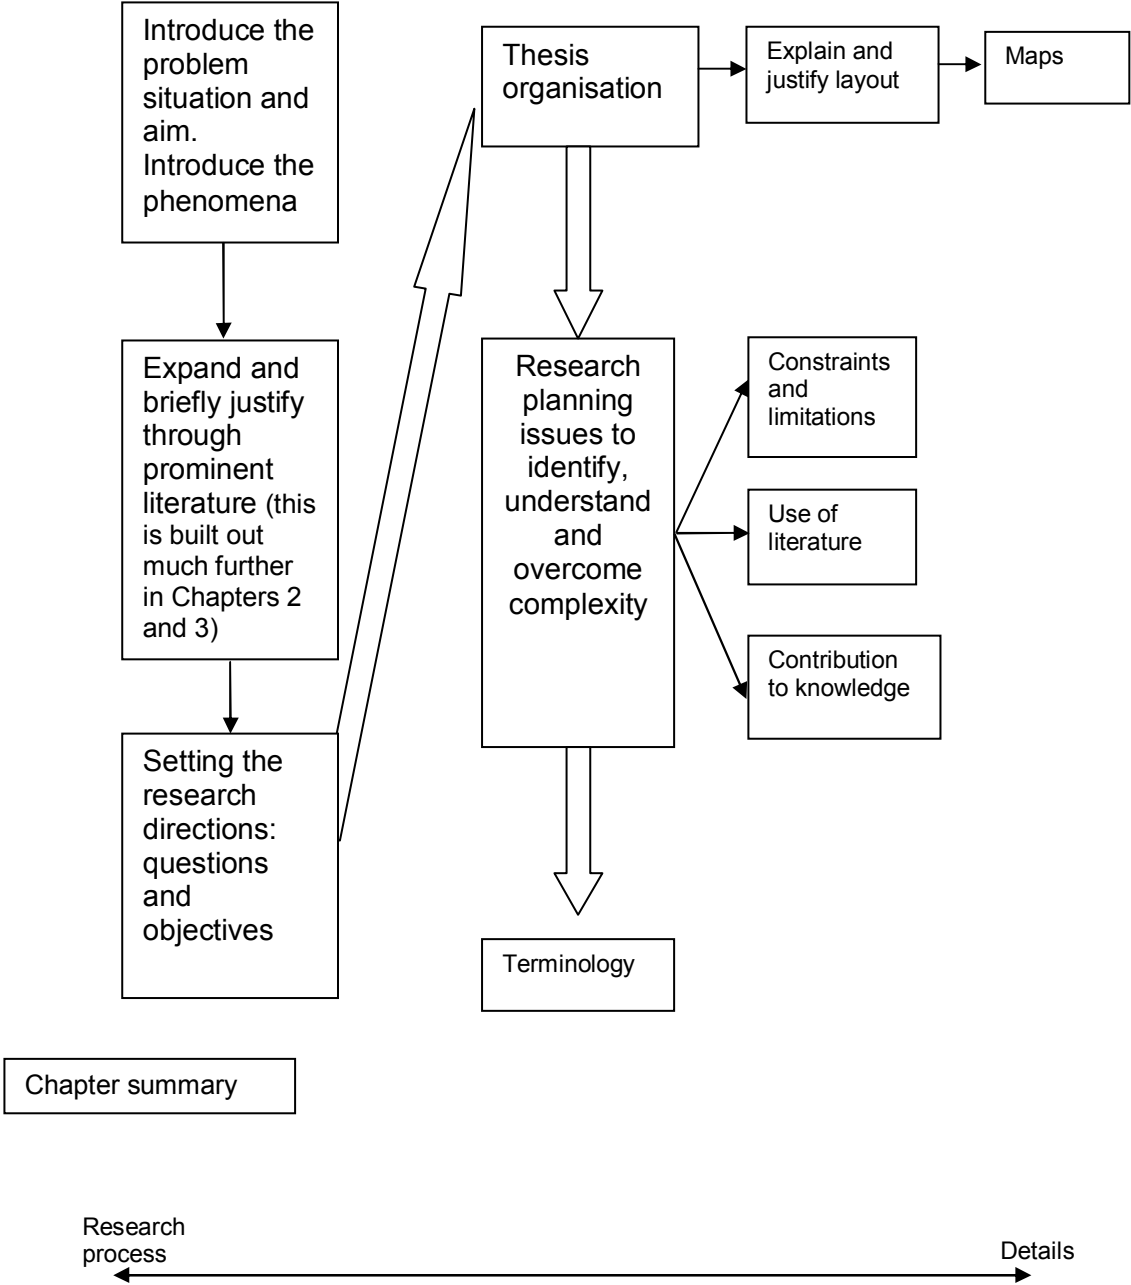 Introduce the
problem
situation and
aim.
Introduce the
phenomena
Expand and
briefly justify
through
prominent
literature (this
is built out
much further
in Chapters 2
and 3)
Setting the
research
directions:
questions
and
objectives
Thesis
organisation
Explain and
justify layout
Maps
Research
planning
issues to
identify,
understand
and
overcome
complexity
Constraints
and
limitations
Use of
literature
Contribution
to knowledge
Terminology
Chapter summary
Research
process
Details